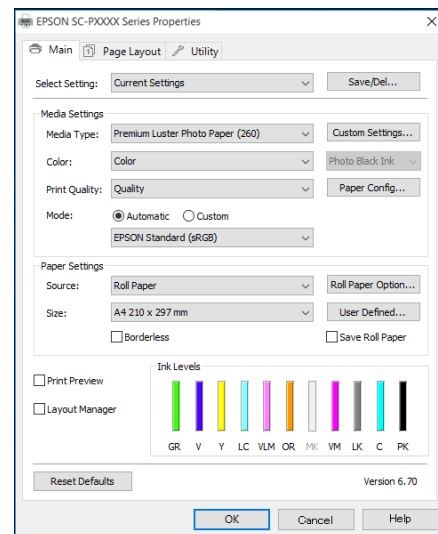 EPSON SC-PXXXX Series Properties
Main Page Layout Utility
Select Setting: Current Settings Save/Del...
Media Settings
Media Type: Premium Luster Photo Paper (260) Custom Settings...
Color: Color Photo Black Ink
Print Quality: Quality Paper Config...
Mode: Automatic Custom
EPSON Standard (sRGB)
Paper Settings
Source: Roll Paper Roll Paper Option...
Size: A4 210 x 297 mm User Defined...
Borderless Save Roll Paper
Ink Levels
Print Preview
Layout Manager
GR V Y LC VLM OR MK VM LK C PK
Reset Defaults Version 6.70
OK Cancel Help